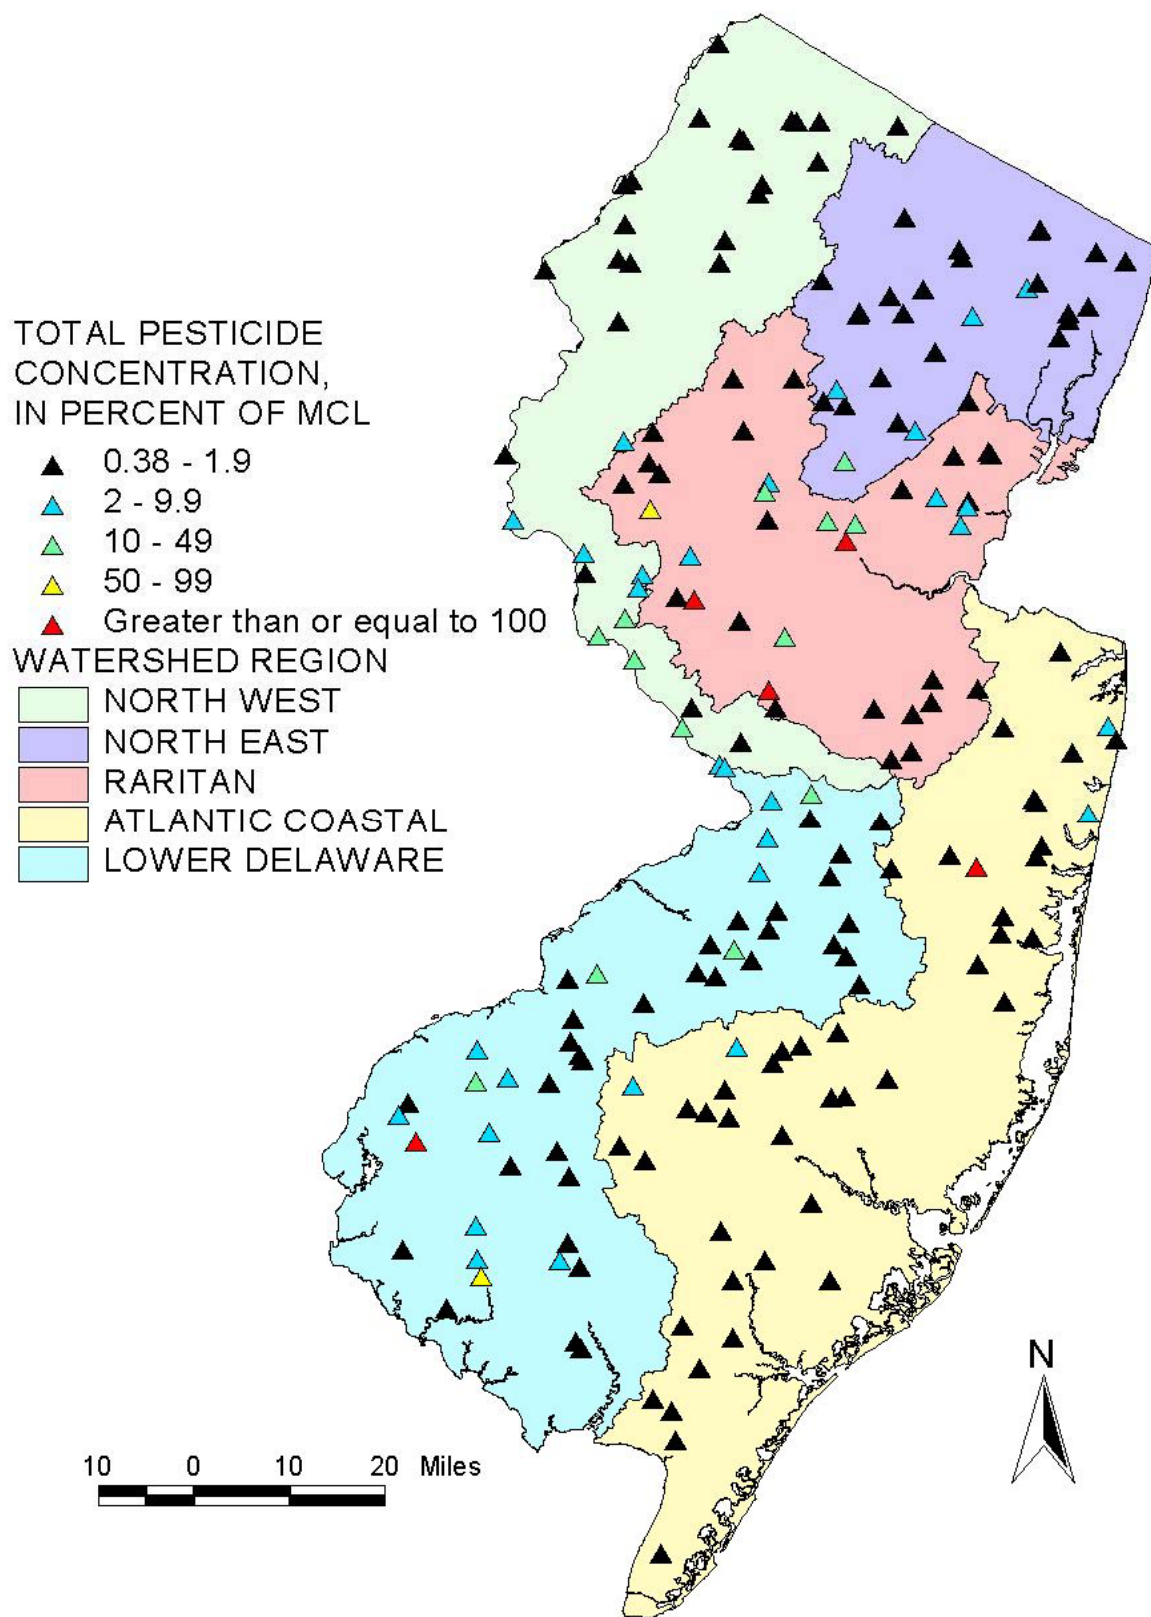 TOTAL PESTICIDE
CONCENTRATION,
IN PERCENT OF MCL
0.38 - 1.9
2 - 9.9
10 - 49
50 - 99
Greater than or equal to 100
WATERSHED REGION
NORTH WEST
NORTH EAST
RARITAN
ATLANTIC COASTAL
LOWER DELAWARE
N
10 0 10 20 Miles